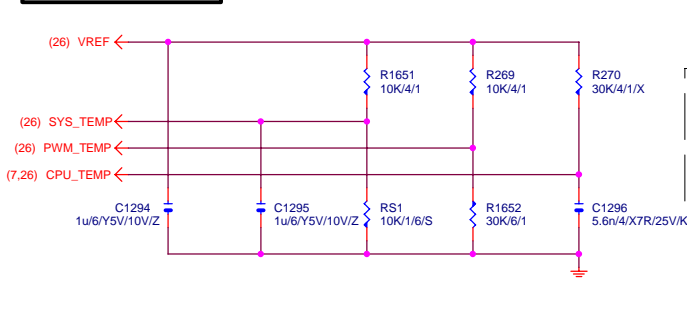 (26) VREF
R1651
10K/4/1
R269
10K/4/1
R270
30K/4/1/X
(26) SYS_TEMP
(26) PWM_TEMP
(7,26) CPU_TEMP
C1294
1u/6/Y5V/10V/Z
C1295
1u/6/Y5V/10V/Z
RS1
10K/1/6/S
R1652
30K/6/1
C1296
5.6n/4/X7R/25V/K